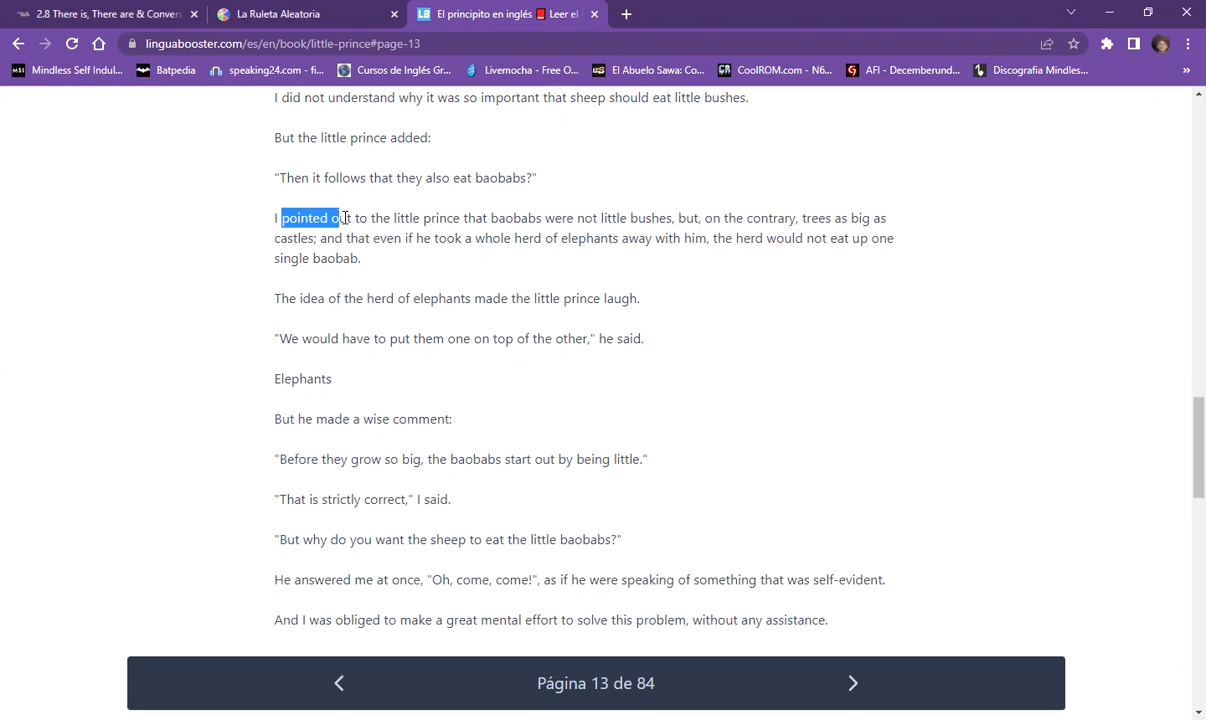 2.8 There is, There are & Convers
La Ruleta Aleatoria
El principito en inglés 📕 Leer el
linguabooster.com/es/en/book/little-prince#page-13
Mindless Self Indul... Batpedia speaking24.com - fi... Cursos de Inglés Gr... Livemocha - Free O... El Abuelo Sawa: Co... CoolROM.com - N6... AFI - Decemberund... Discografia Mindles... »
I did not understand why it was so important that sheep should eat little bushes.
But the little prince added:
"Then it follows that they also eat baobabs?"
I pointed out to the little prince that baobabs were not little bushes, but, on the contrary, trees as big as
castles; and that even if he took a whole herd of elephants away with him, the herd would not eat up one
single baobab.
The idea of the herd of elephants made the little prince laugh.
"We would have to put them one on top of the other," he said.
Elephants
But he made a wise comment:
"Before they grow so big, the baobabs start out by being little."
"That is strictly correct," I said.
"But why do you want the sheep to eat the little baobabs?"
He answered me at once, "Oh, come, come!", as if he were speaking of something that was self-evident.
And I was obliged to make a great mental effort to solve this problem, without any assistance.
Página 13 de 84